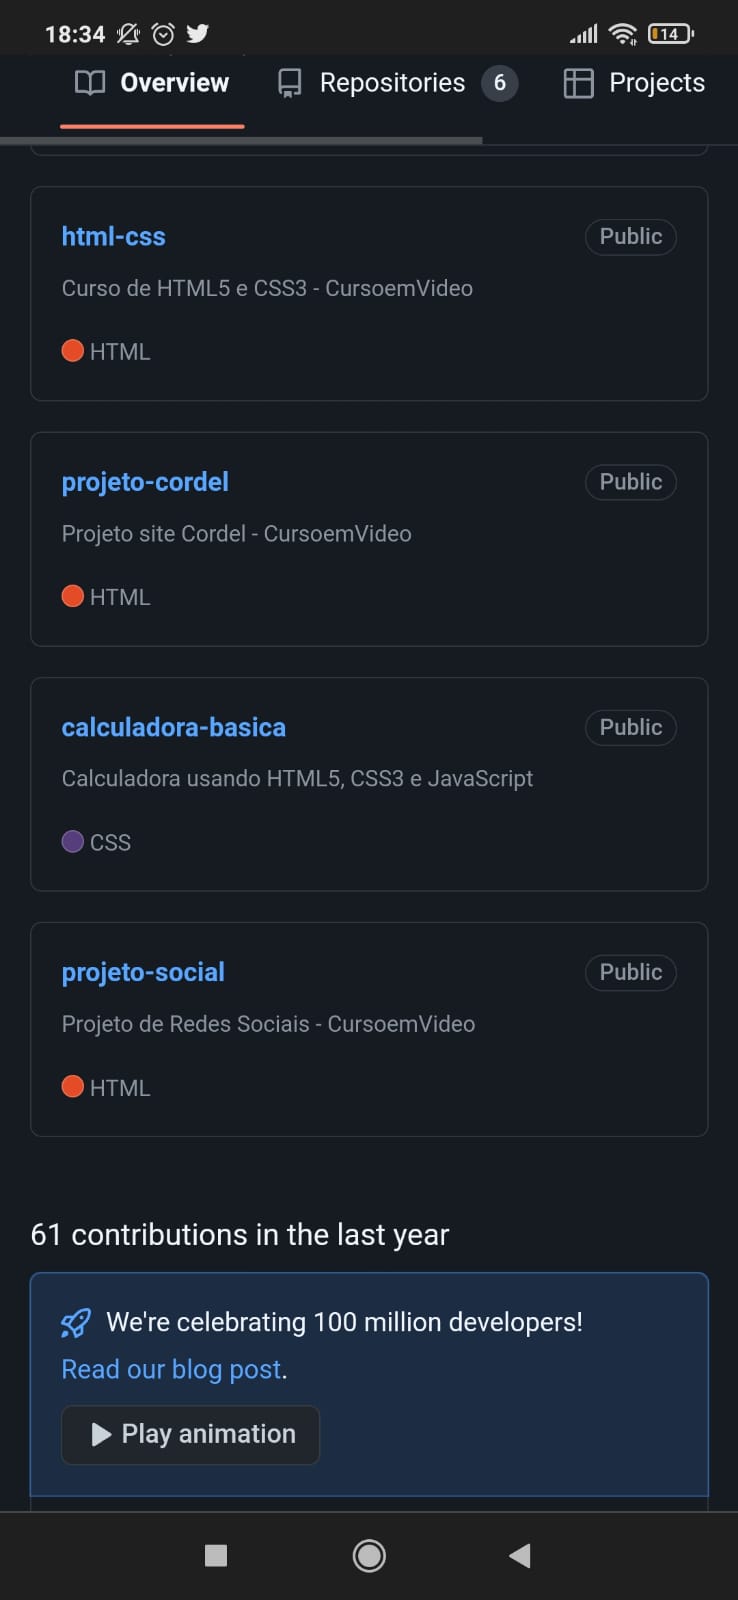 18:34
14
Overview
Repositories 6
Projects
html-css
Public
Curso de HTML5 e CSS3 - CursoemVideo
HTML
projeto-cordel
Public
Projeto site Cordel - CursoemVideo
HTML
calculadora-basica
Public
Calculadora usando HTML5, CSS3 e JavaScript
CSS
projeto-social
Public
Projeto de Redes Sociais - CursoemVideo
HTML
61 contributions in the last year
We're celebrating 100 million developers!
Read our blog post.
Play animation